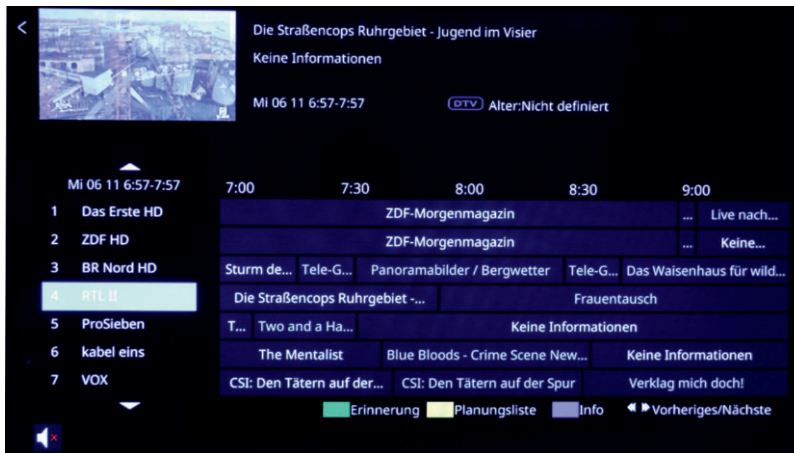 Die Straßencops Ruhrgebiet - Jugend im Visier
Keine Informationen
Mi 06 11 6:57-7:57 DTV Alter:Nicht definiert
Mi 06 11 6:57-7:57 7:00 7:30 8:00 8:30 9:00
1 Das Erste HD ZDF-Morgenmagazin ... Live nach...
2 ZDF HD ZDF-Morgenmagazin ... Keine...
3 BR Nord HD Sturm de... Tele-G... Panoramabilder / Bergwetter Tele-G... Das Waisenhaus für wild...
4 RTL II Die Straßencops Ruhrgebiet -... Frauentausch
5 ProSieben T... Two and a Ha... Keine Informationen
6 kabel eins The Mentalist Blue Bloods - Crime Scene New... Keine Informationen
7 VOX CSI: Den Tätern auf der... CSI: Den Tätern auf der Spur Verklag mich doch!
Erinnerung Planungsliste Info Vorheriges/Nächste